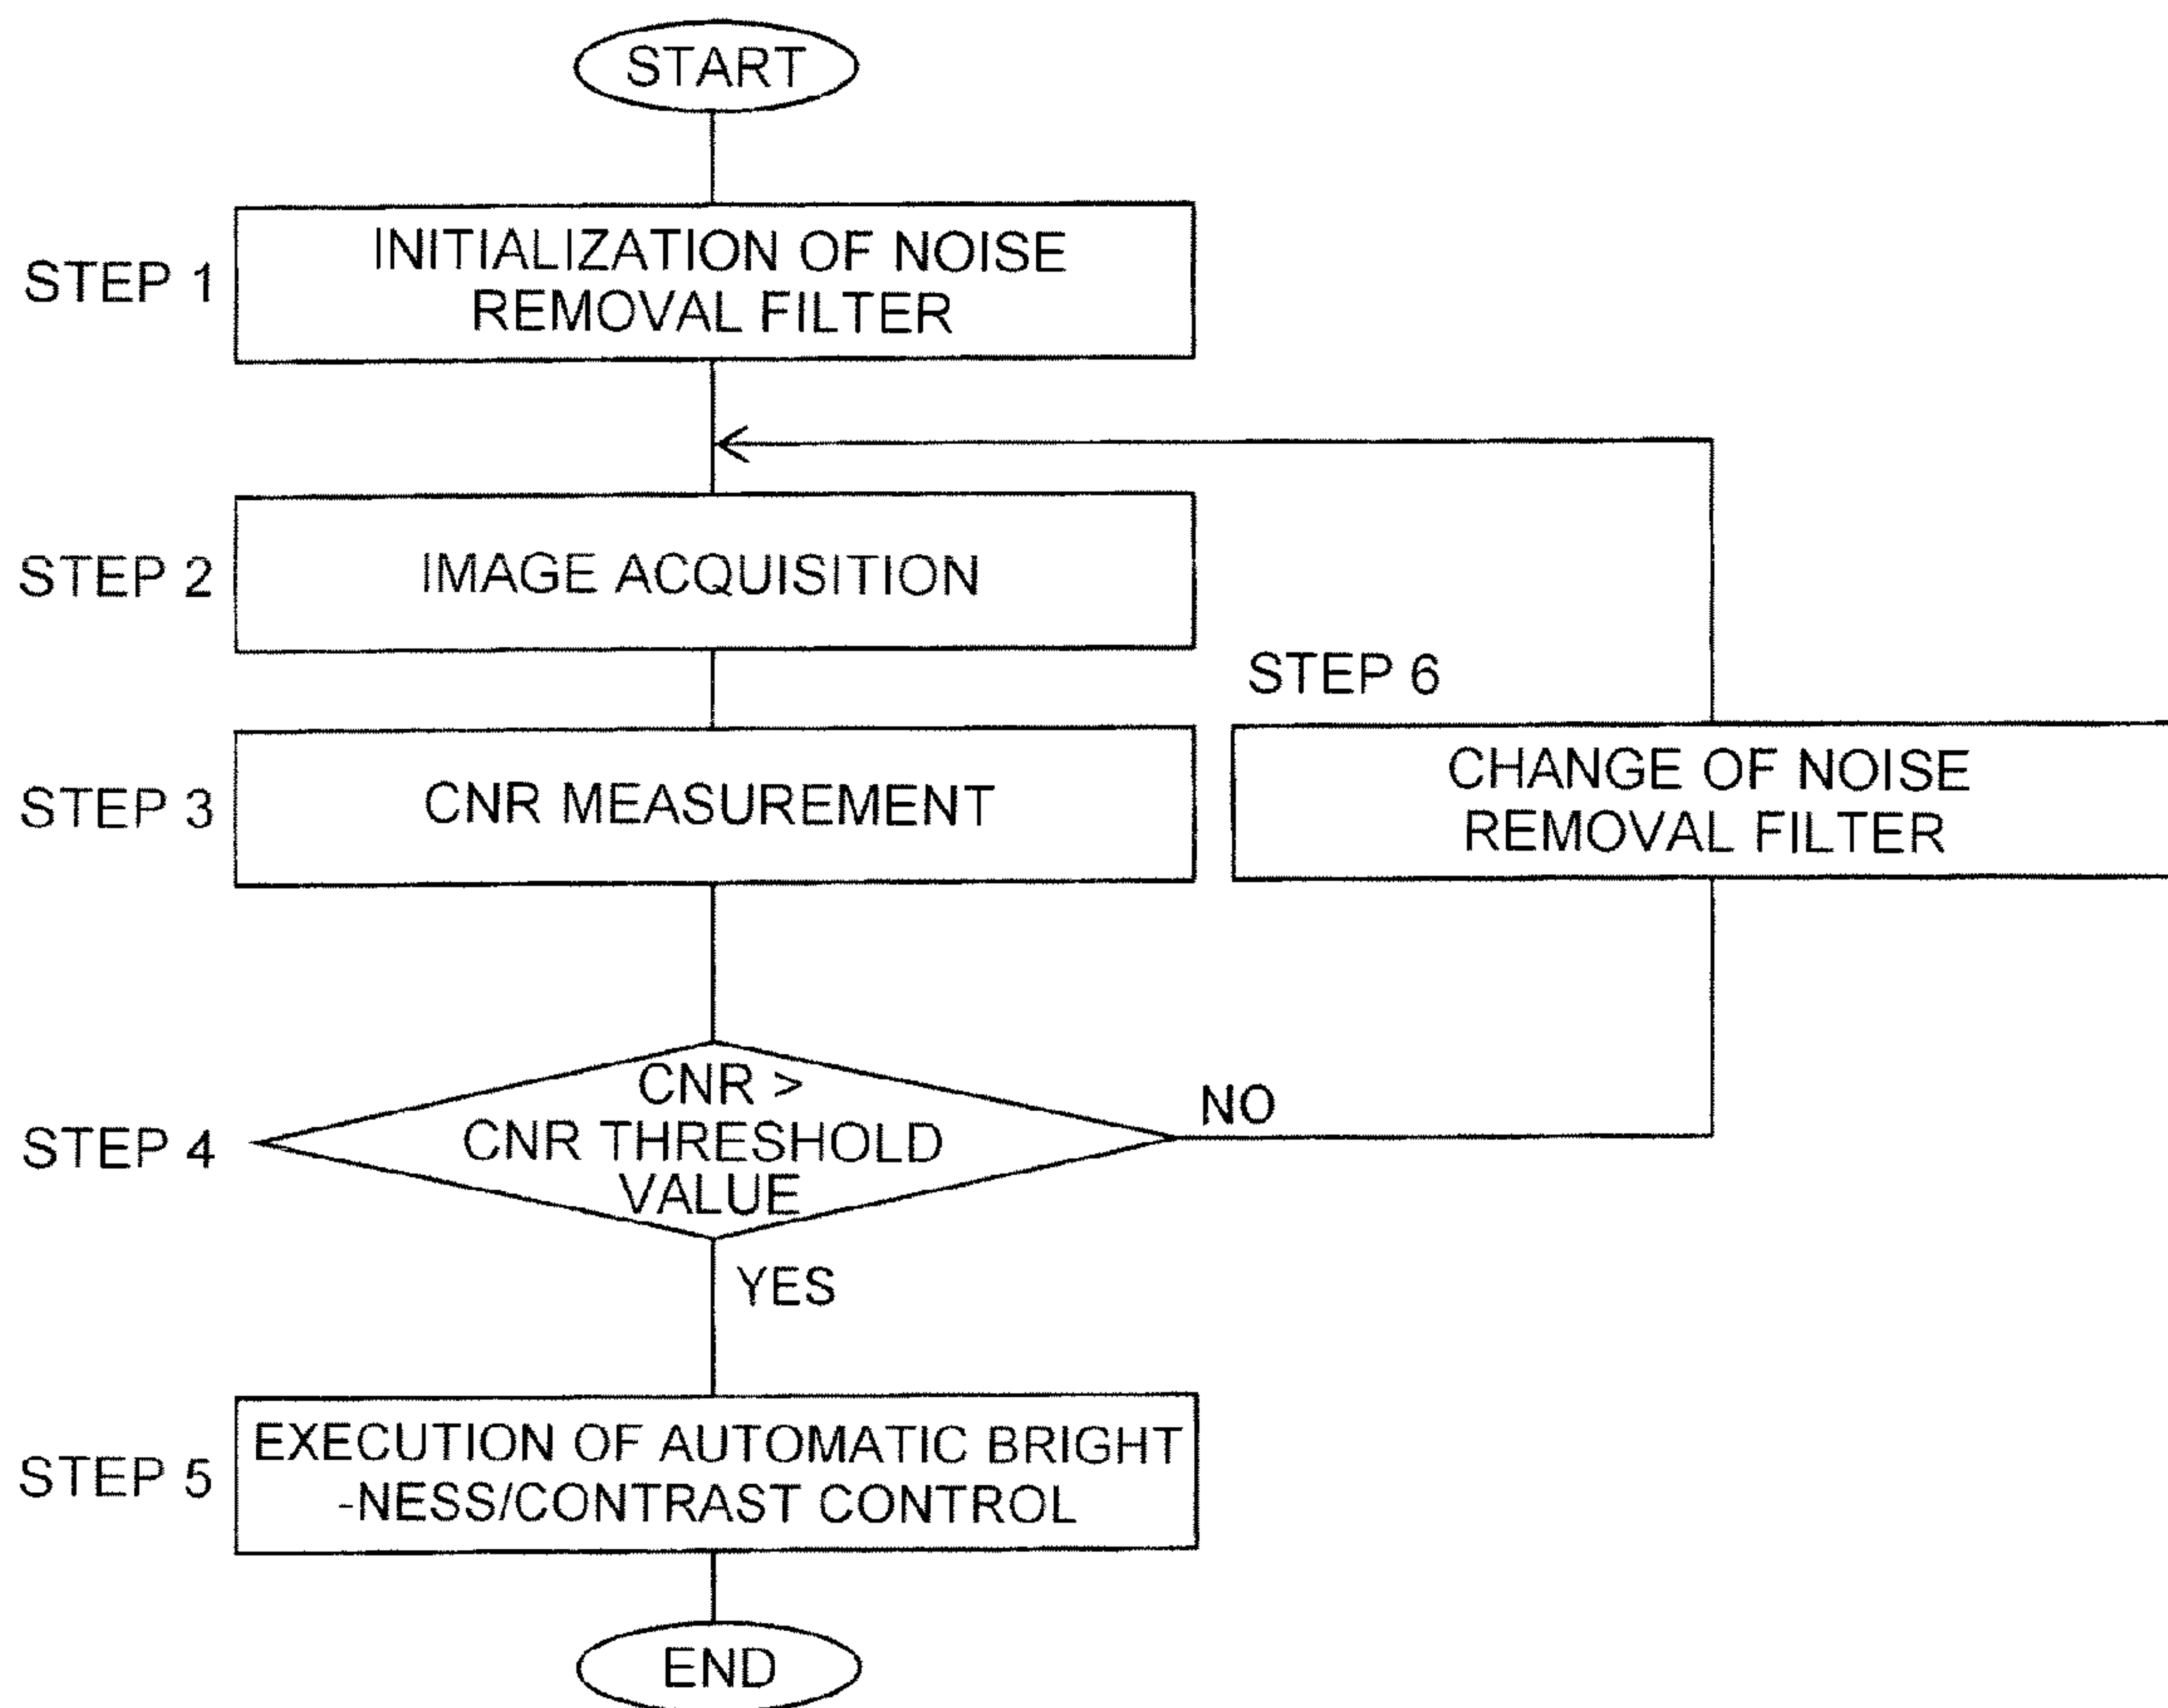 START
STEP 1
INITIALIZATION OF NOISE
REMOVAL FILTER
STEP 2
IMAGE ACQUISITION
STEP 3
CNR MEASUREMENT
STEP 6
CHANGE OF NOISE
REMOVAL FILTER
STEP 4
CNR >
CNR THRESHOLD
VALUE
NO
YES
STEP 5
EXECUTION OF AUTOMATIC BRIGHT
-NESS/CONTRAST CONTROL
END